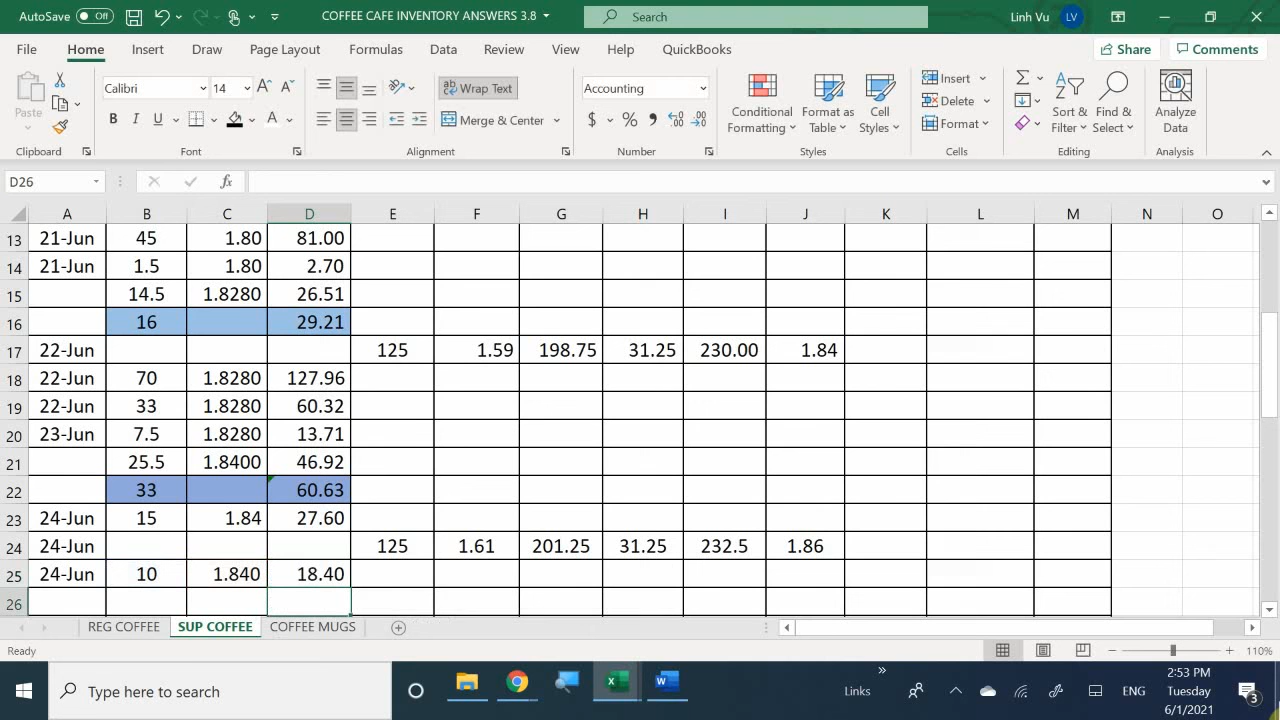 AutoSave Off COFFEE CAFE INVENTORY ANSWERS 3.8 Search Linh Vu LV
File Home Insert Draw Page Layout Formulas Data Review View Help QuickBooks Share Comments
Calibri 14 A A Wrap Text Accounting Insert
Paste B I U A Merge & Center $ % Conditional Formatting Format as Table Cell Styles Delete Sort & Filter Find & Select Analyze Data
Format
Clipboard Font Alignment Number Styles Cells Editing Analysis
D26 fx
A B C D E F G H I J K L M N O
13 21-Jun 45 1.80 81.00
14 21-Jun 1.5 1.80 2.70
15 14.5 1.8280 26.51
16 16 29.21
17 22-Jun 125 1.59 198.75 31.25 230.00 1.84
18 22-Jun 70 1.8280 127.96
19 22-Jun 33 1.8280 60.32
20 23-Jun 7.5 1.8280 13.71
21 25.5 1.8400 46.92
22 33 60.63
23 24-Jun 15 1.84 27.60
24 24-Jun 125 1.61 201.25 31.25 232.5 1.86
25 24-Jun 10 1.840 18.40
26
REG COFFEE SUP COFFEE COFFEE MUGS
Ready 110%
Type here to search Links ENG 2:53 PM
Tuesday
6/1/2021 3